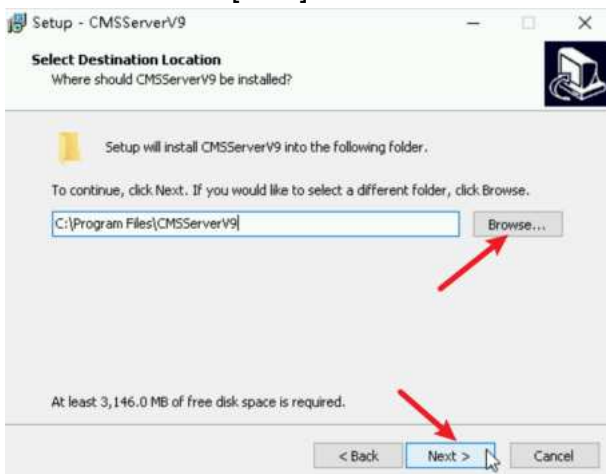 Setup - CMSServerV9
Select Destination Location
Where should CMSServerV9 be installed?
Setup will install CMSServerV9 into the following folder.
To continue, click Next. If you would like to select a different folder, click Browse.
C:\Program Files\CMSServerV9
Browse...
At least 3,146.0 MB of free disk space is required.
< Back Next > Cancel